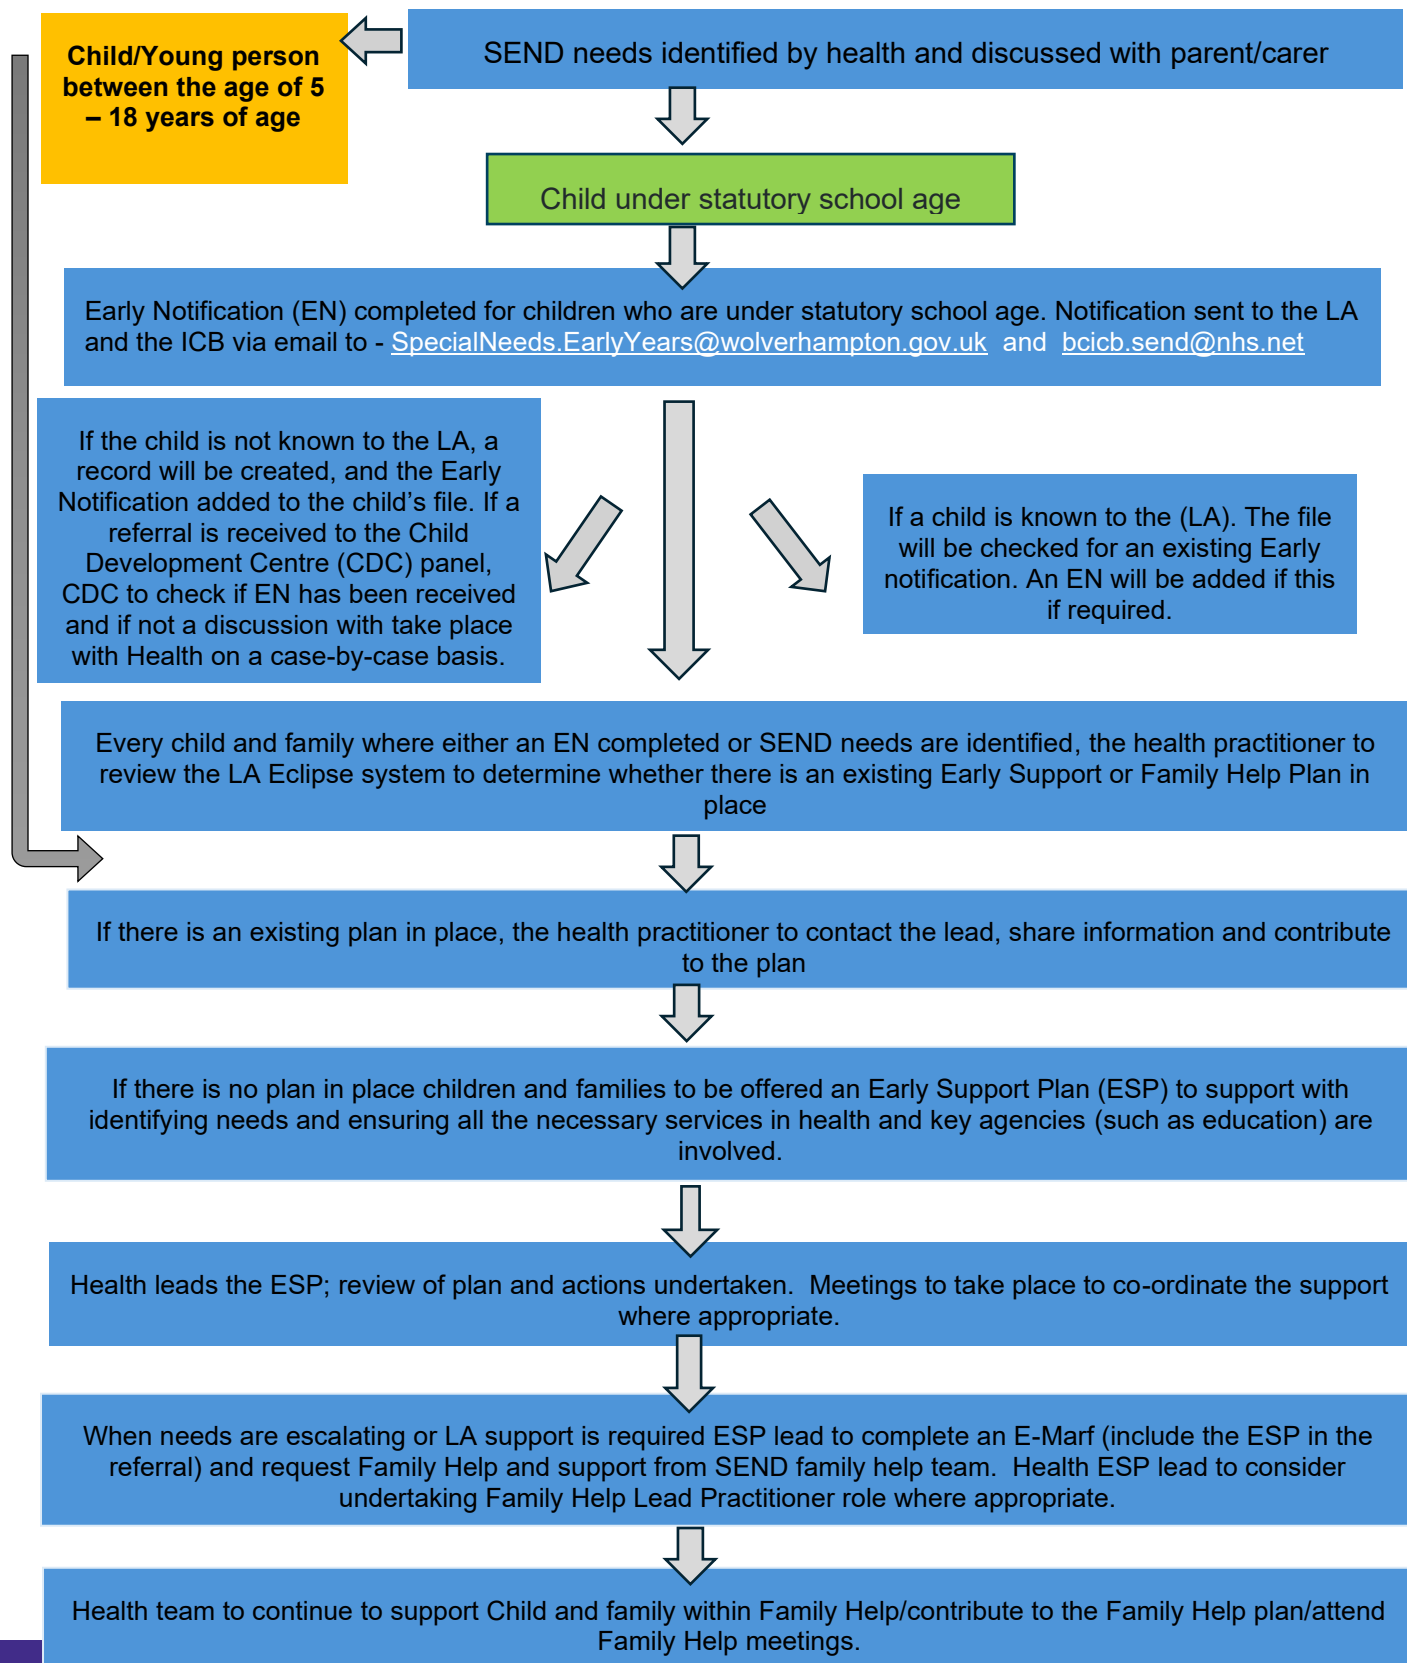 Child/Young person
between the age of 5
– 18 years of age
SEND needs identified by health and discussed with parent/carer
Child under statutory school age
Early Notification (EN) completed for children who are under statutory school age. Notification sent to the LA
and the ICB via email to - SpecialNeeds.EarlyYears@wolverhampton.gov.uk and bcicb.send@nhs.net
If the child is not known to the LA, a
record will be created, and the Early
Notification added to the child’s file. If a
referral is received to the Child
Development Centre (CDC) panel,
CDC to check if EN has been received
and if not a discussion with take place
with Health on a case-by-case basis.
If a child is known to the (LA). The file
will be checked for an existing Early
notification. An EN will be added if this
if required.
Every child and family where either an EN completed or SEND needs are identified, the health practitioner to
review the LA Eclipse system to determine whether there is an existing Early Support or Family Help Plan in
place
If there is an existing plan in place, the health practitioner to contact the lead, share information and contribute
to the plan
If there is no plan in place children and families to be offered an Early Support Plan (ESP) to support with
identifying needs and ensuring all the necessary services in health and key agencies (such as education) are
involved.
Health leads the ESP; review of plan and actions undertaken. Meetings to take place to co-ordinate the support
where appropriate.
When needs are escalating or LA support is required ESP lead to complete an E-Marf (include the ESP in the
referral) and request Family Help and support from SEND family help team. Health ESP lead to consider
undertaking Family Help Lead Practitioner role where appropriate.
Health team to continue to support Child and family within Family Help/contribute to the Family Help plan/attend
Family Help meetings.